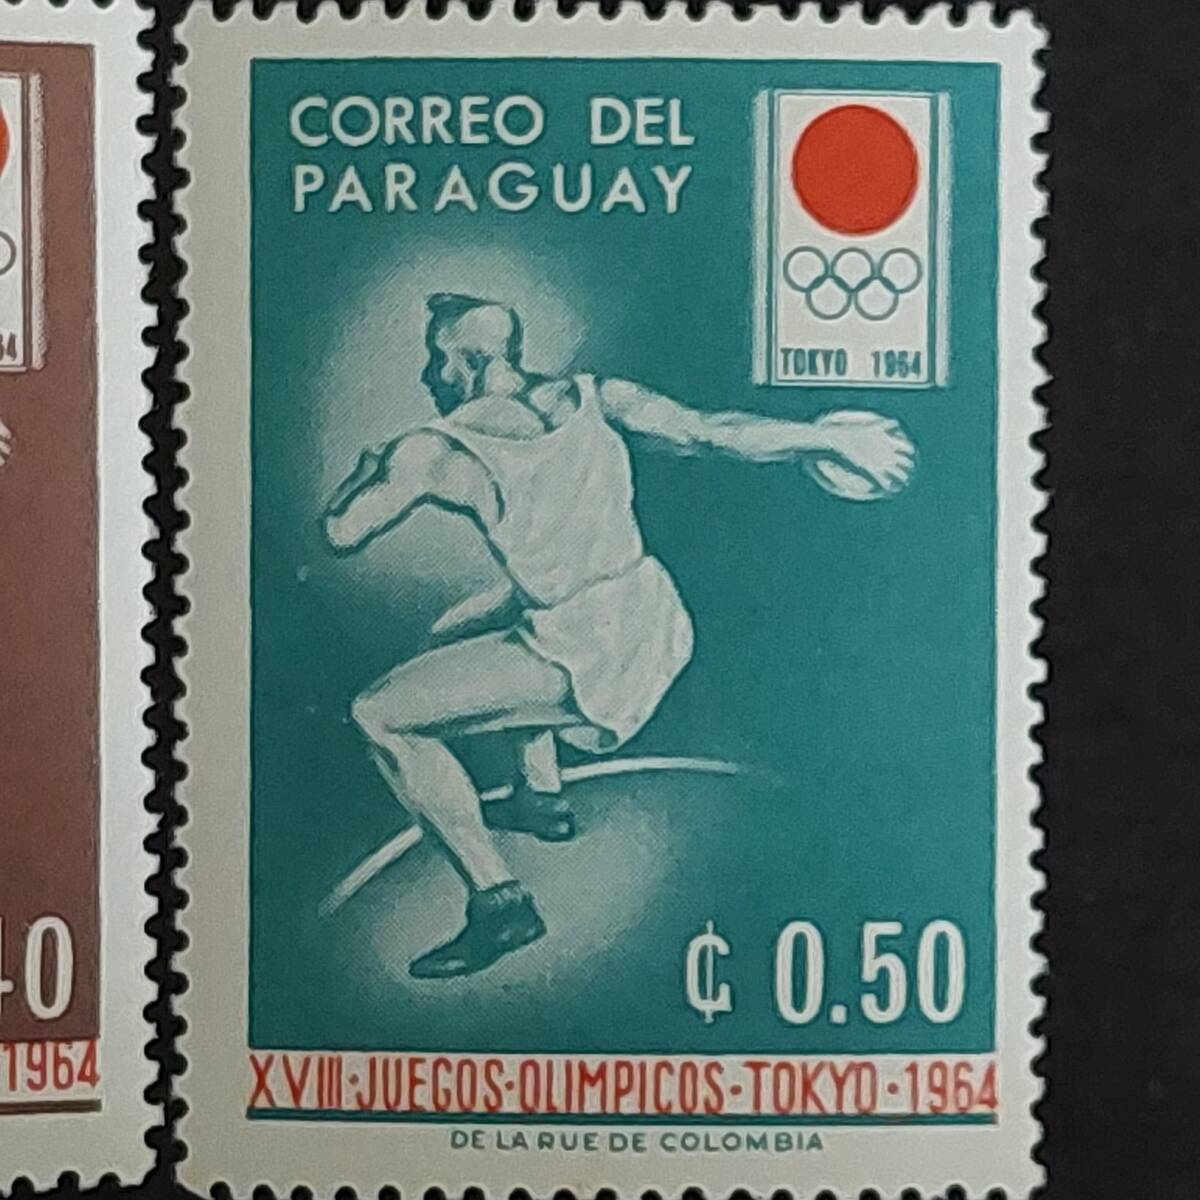 CORREO DEL
PARAGUAY
TOKYO 1964
₲ 0.50
XVIII·JUEGOS·OLIMPICOS-TOKYO·1964
DE LA RUE DE COLOMBIA
64
40
1964